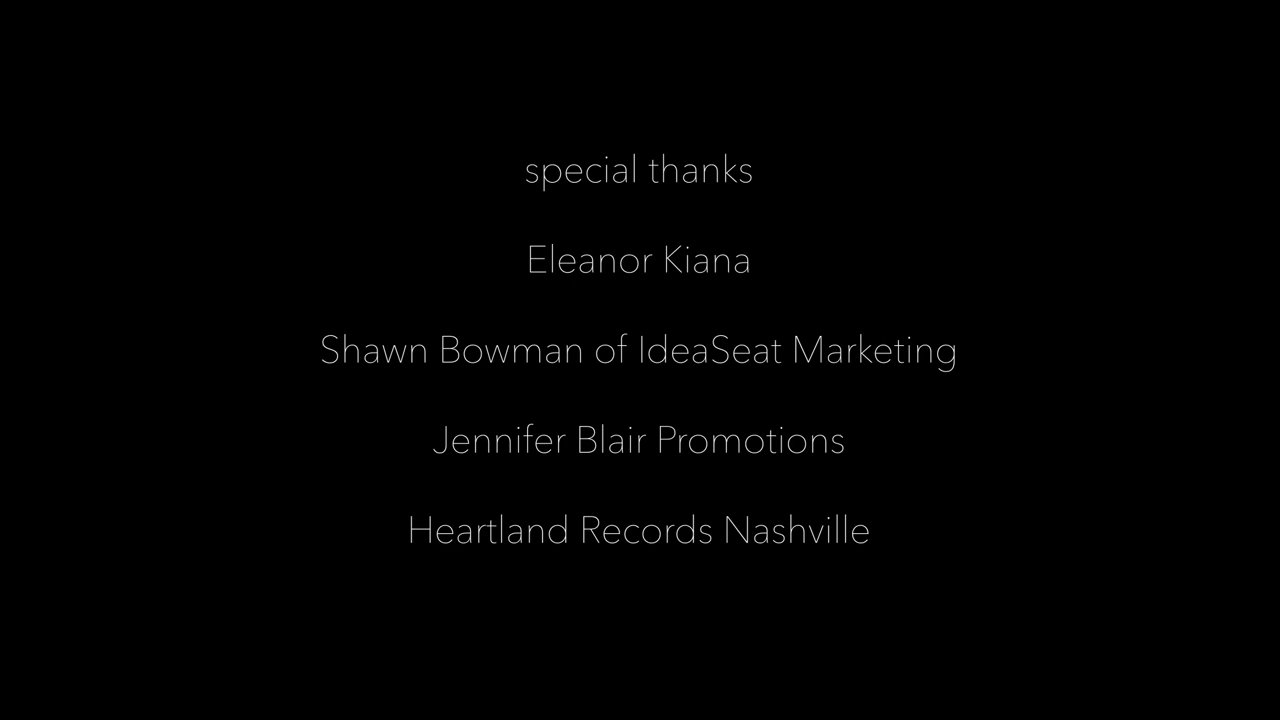 special thanks
Eleanor Kiana
Shawn Bowman of IdeaSeat Marketing
Jennifer Blair Promotions
Heartland Records Nashville